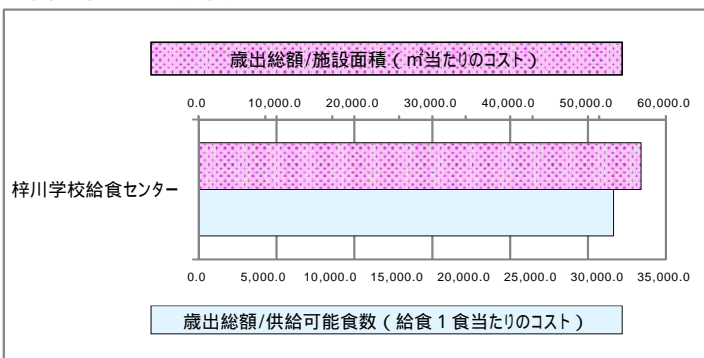 歳出総額/施設面積（㎡当たりのコスト）
0.0 10,000.0 20,000.0 30,000.0 40,000.0 50,000.0 60,000.0
梓川学校給食センター
0.0 5,000.0 10,000.0 15,000.0 20,000.0 25,000.0 30,000.0 35,000.0
歳出総額/供給可能食数（給食１食当たりのコスト）